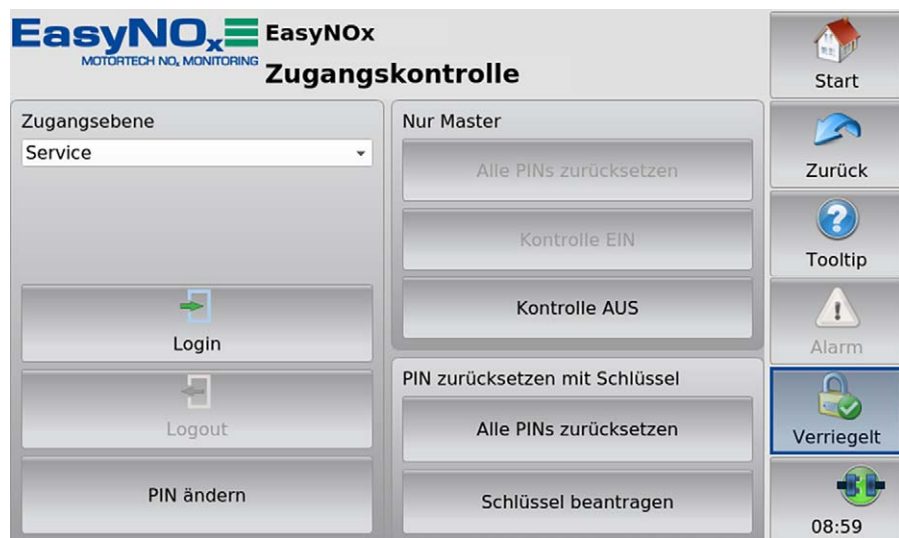 EasyNOx EasyNOx
MOTORTECH NOx MONITORING
Zugangskontrolle
Zugangsebene
Service
Login
Logout
PIN ändern
Nur Master
Alle PINs zurücksetzen
Kontrolle EIN
Kontrolle AUS
PIN zurücksetzen mit Schlüssel
Alle PINs zurücksetzen
Schlüssel beantragen
Start
Zurück
Tooltip
Alarm
Verriegelt
08:59